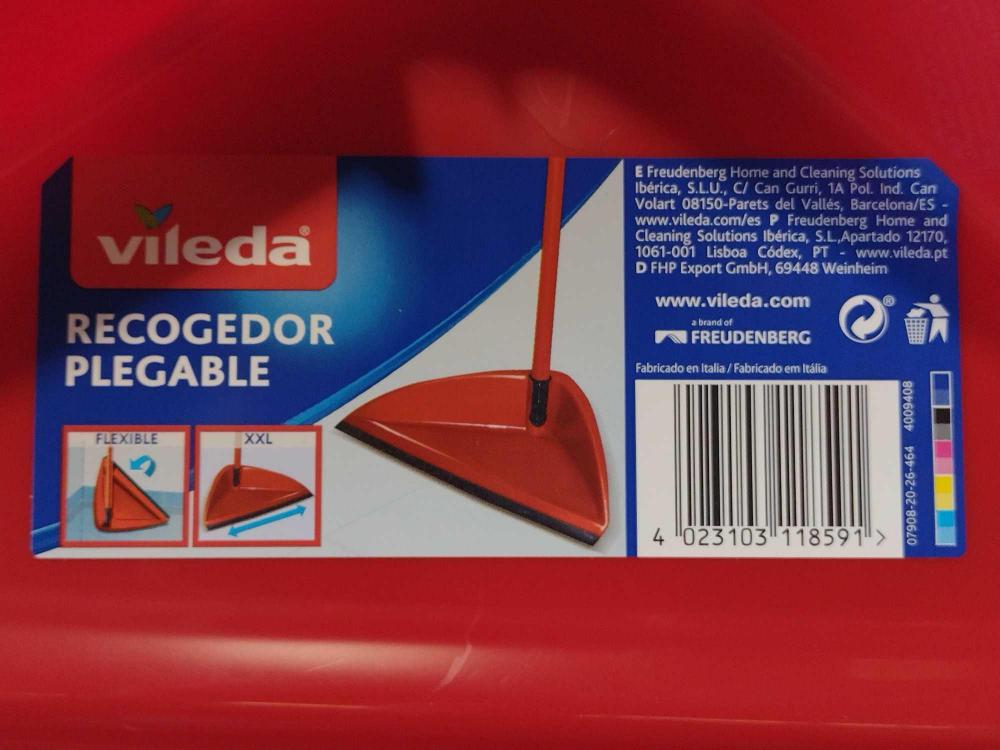 vileda®
RECOGEDOR
PLEGABLE
FLEXIBLE
XXL
E Freudenberg Home and Cleaning Solutions
Ibérica, S.L.U., C/ Can Gurri, 1A Pol. Ind. Can
Volart 08150-Parets del Vallés, Barcelona/ES -
www.vileda.com/es P Freudenberg Home and
Cleaning Solutions Ibérica, S.L.,Apartado 12170,
1061-001 Lisboa Códex, PT - www.vileda.pt
D FHP Export GmbH, 69448 Weinheim
www.vileda.com
a brand of
FREUDENBERG
®
Fabricado en Italia / Fabricado em Itália
4 023103 118591 >
07908-20-26-464 4009408